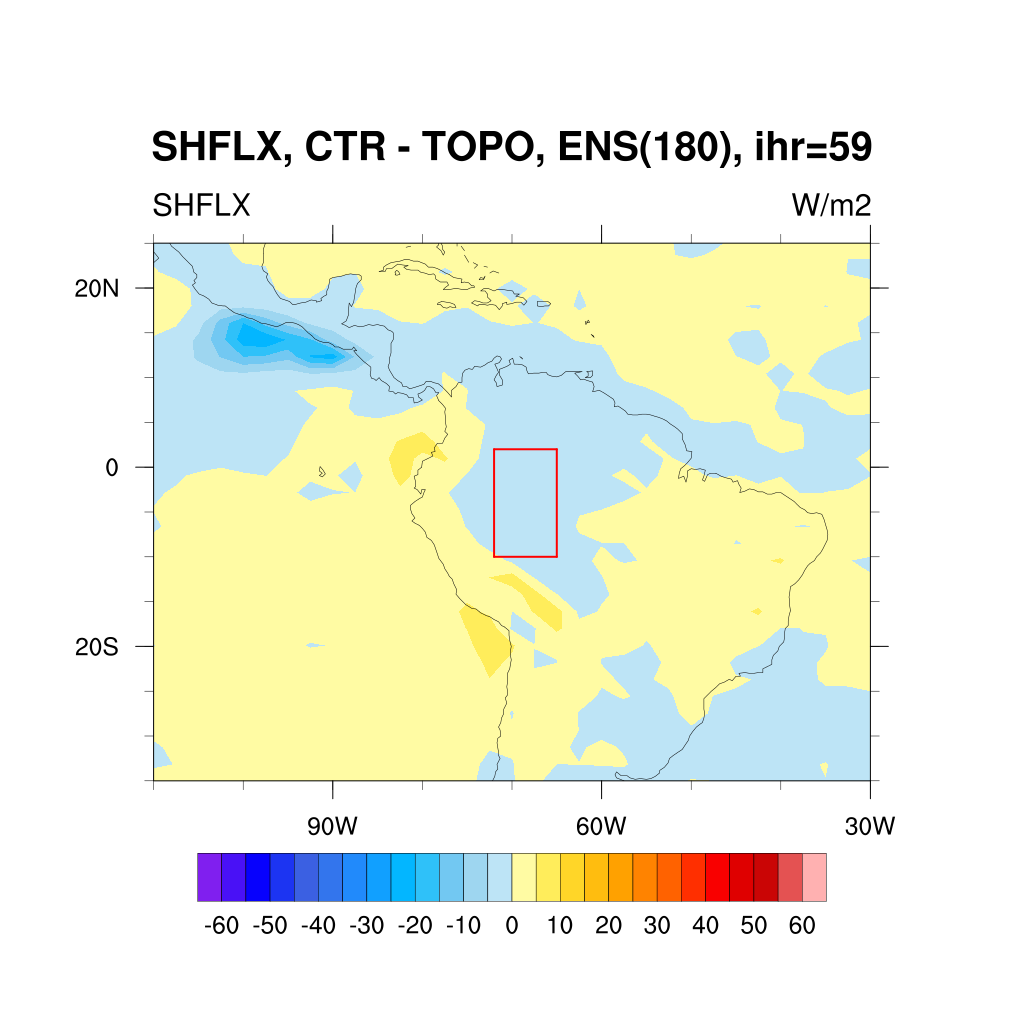 SHFLX, CTR - TOPO, ENS(180), ihr=59
SHFLX W/m2
20N
0
20S
90W 60W 30W
-60 -50 -40 -30 -20 -10 0 10 20 30 40 50 60